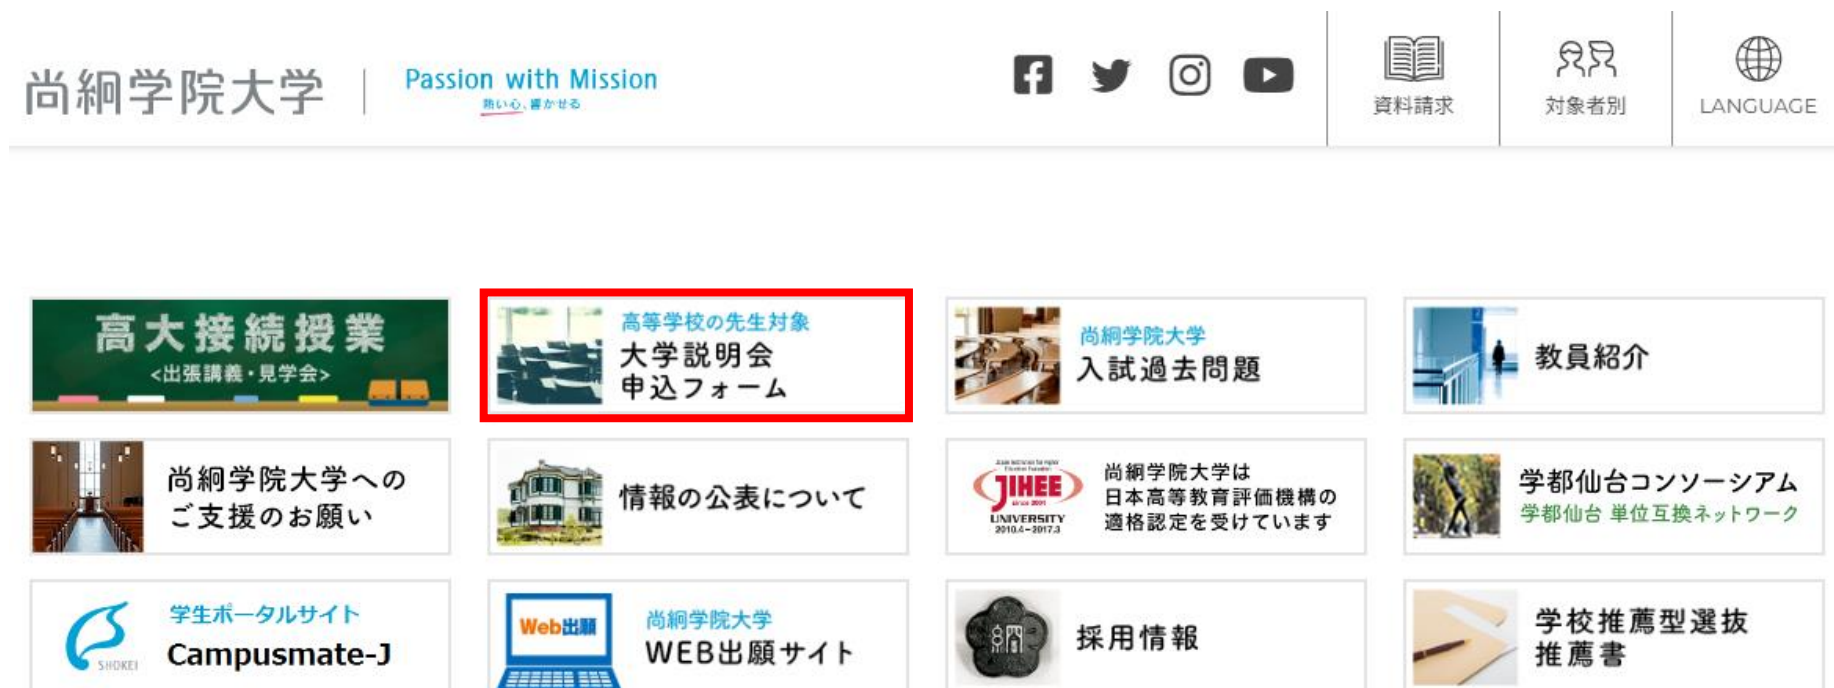 尚絅学院大学
Passion with Mission
熱い心、響かせる
資料請求
対象者別
LANGUAGE
高大接続授業
<出張講義・見学会>
高等学校の先生対象
大学説明会
申込フォーム
尚絅学院大学
入試過去問題
教員紹介
尚絅学院大学への
ご支援のお願い
情報の公表について
Japan Institution for Higher
Education Evaluation
JIHEE
since 2004
UNIVERSITY
2010.4~2017.3
尚絅学院大学は
日本高等教育評価機構の
適格認定を受けています
学都仙台コンソーシアム
学都仙台 単位互換ネットワーク
SHOKEI
学生ポータルサイト
Campusmate-J
Web出願
尚絅学院大学
WEB出願サイト
絅
採用情報
学校推薦型選抜
推薦書